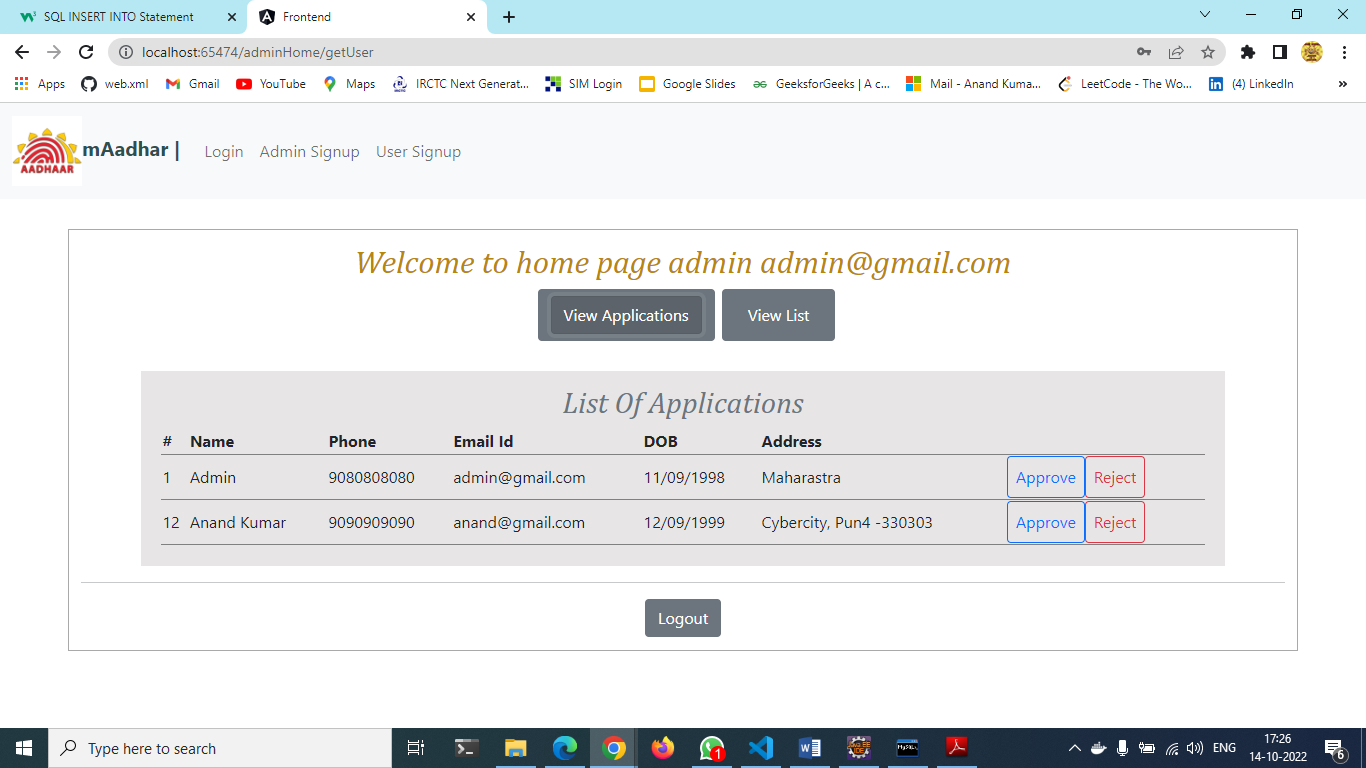 SQL INSERT INTO Statement
Frontend
localhost:65474/adminHome/getUser
Apps web.xml Gmail YouTube Maps IRCTC Next Generat... SIM Login Google Slides GeeksforGeeks | A c... Mail - Anand Kuma... LeetCode - The Wo... (4) LinkedIn »
AADHAAR
mAadhar | Login Admin Signup User Signup
Welcome to home page admin admin@gmail.com
View Applications View List
List Of Applications
# Name Phone Email Id DOB Address
1 Admin 9080808080 admin@gmail.com 11/09/1998 Maharastra Approve Reject
12 Anand Kumar 9090909090 anand@gmail.com 12/09/1999 Cybercity, Pun4 -330303 Approve Reject
Logout
Type here to search
1
ENG
17:26
14-10-2022
6